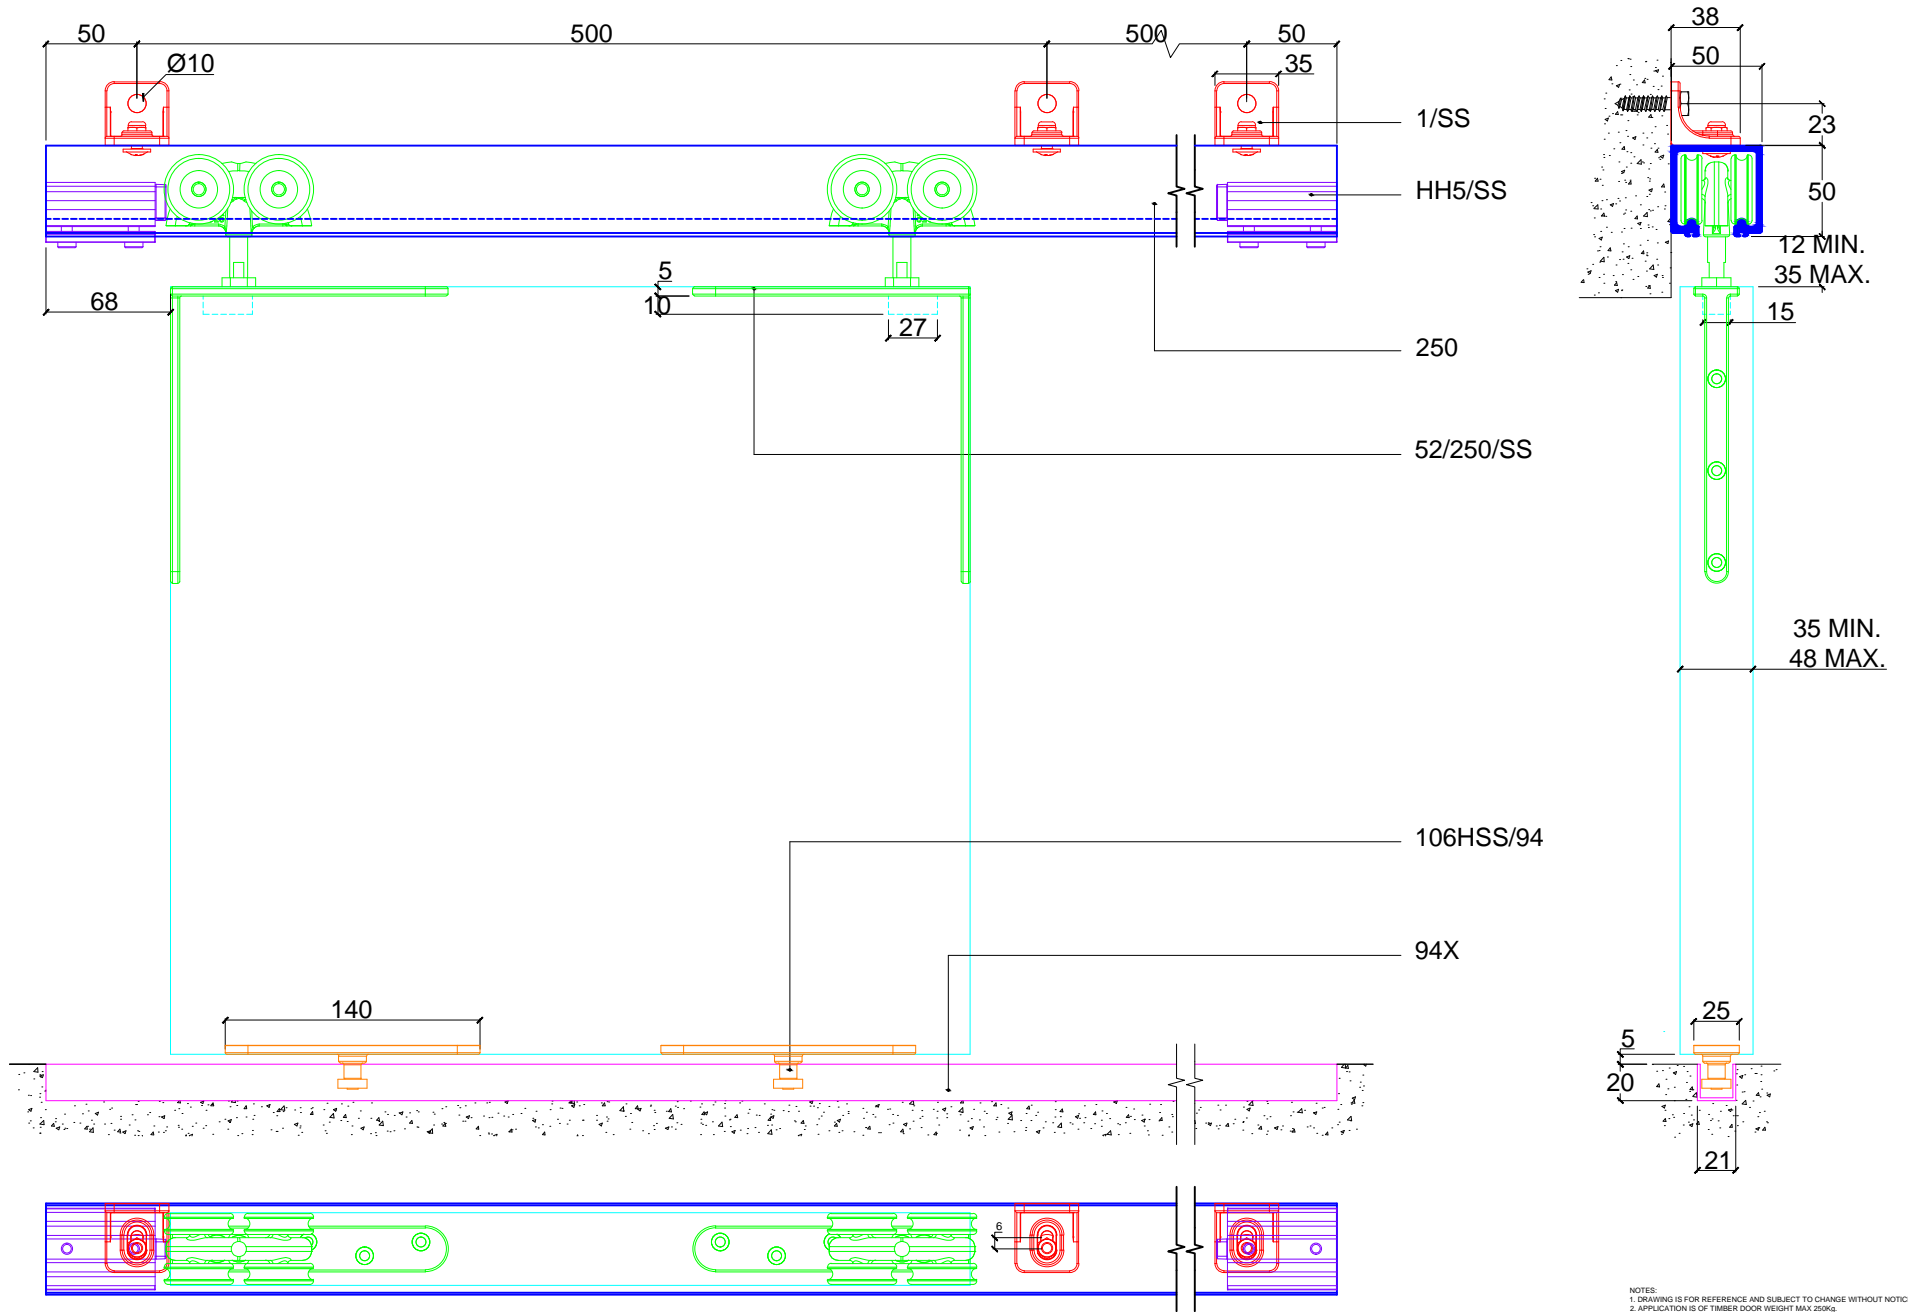 50
500
500
50
Ø10
35
38
50
1/SS
23
HH5/SS
50
12 MIN.
35 MAX.
68
5
10
27
15
250
52/250/SS
35 MIN.
48 MAX.
106HSS/94
94X
140
25
5
20
21
6
NOTES:
1. DRAWING IS FOR REFERENCE AND SUBJECT TO CHANGE WITHOUT NOTIC
2. APPLICATION IS OF TIMBER DOOR WEIGHT MAX 250Kg.